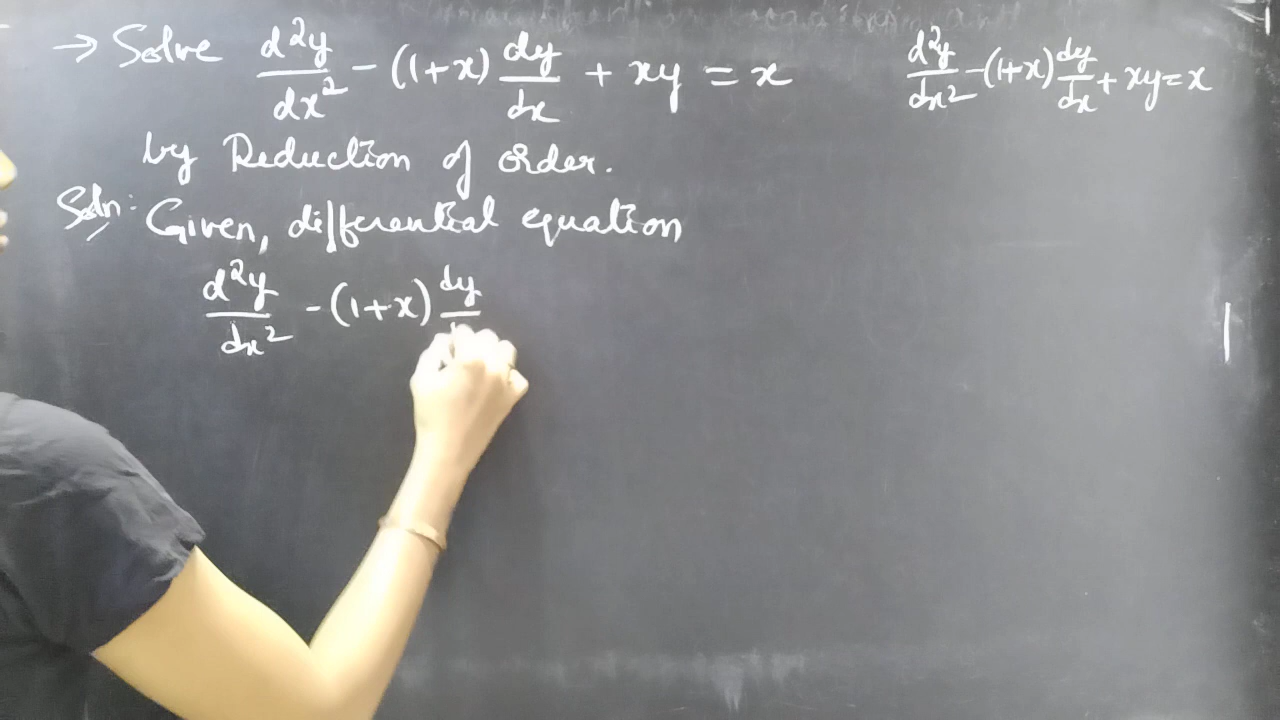 → Solve d²y/dx² - (1+x) dy/dx + xy = x
d²y/dx² - (1+x) dy/dx + xy = x
by Reduction of order.
Soln: Given, differential equation
d²y/dx² - (1+x) dy/